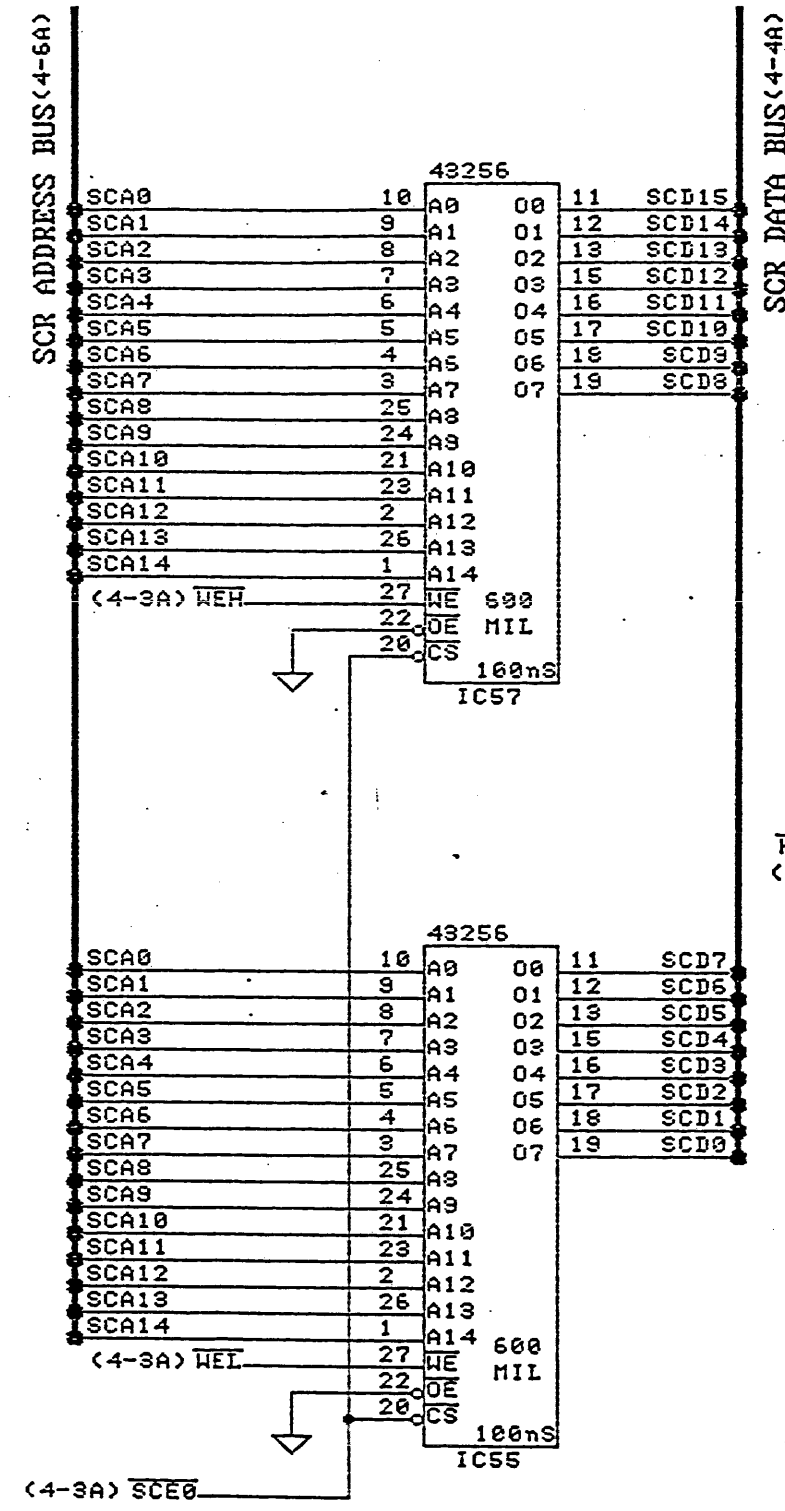 SCR ADDRESS BUS(4-6A)
SCR DATA BUS(4-4A)
43256
SCA0 10 A0 O0 11 SCD15
SCA1 9 A1 O1 12 SCD14
SCA2 8 A2 O2 13 SCD13
SCA3 7 A3 O3 15 SCD12
SCA4 6 A4 O4 16 SCD11
SCA5 5 A5 O5 17 SCD10
SCA6 4 A6 O6 18 SCD9
SCA7 3 A7 O7 19 SCD8
SCA8 25 A8
SCA9 24 A9
SCA10 21 A10
SCA11 23 A11
SCA12 2 A12
SCA13 26 A13
SCA14 1 A14
(4-3A) WEH 27 WE 600
22 OE MIL
20 CS
100nS
IC57
43256
SCA0 10 A0 O0 11 SCD7
SCA1 9 A1 O1 12 SCD6
SCA2 8 A2 O2 13 SCD5
SCA3 7 A3 O3 15 SCD4
SCA4 6 A4 O4 16 SCD3
SCA5 5 A5 O5 17 SCD2
SCA6 4 A6 O6 18 SCD1
SCA7 3 A7 O7 19 SCD0
SCA8 25 A8
SCA9 24 A9
SCA10 21 A10
SCA11 23 A11
SCA12 2 A12
SCA13 26 A13
SCA14 1 A14 600
(4-3A) WEL 27 WE MIL
22 OE
20 CS
100nS
IC55
(4-3A) SCE0